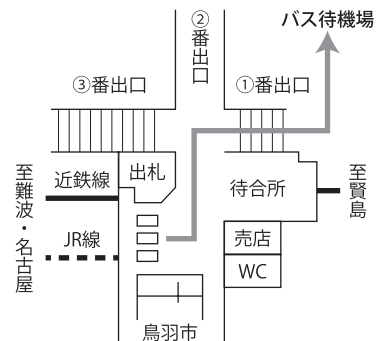 バス待機場
②番出口
③番出口
①番出口
至難波・名古屋
近鉄線
出札
待合所
至賢島
JR線
売店
WC
鳥羽市